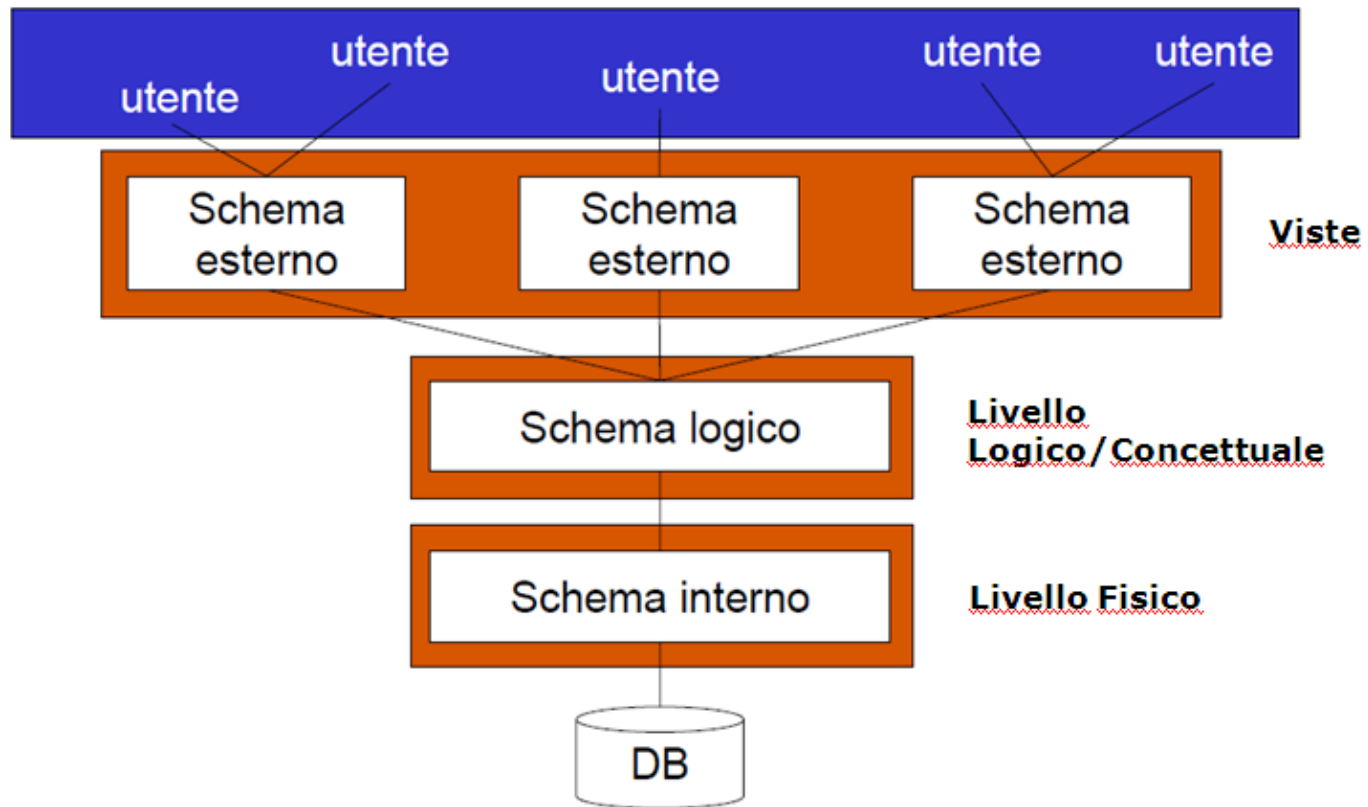 utente
utente
utente
utente
utente
Schema
esterno
Schema
esterno
Schema
esterno
Viste
Schema logico
Livello
Logico/Concettuale
Schema interno
Livello Fisico
DB